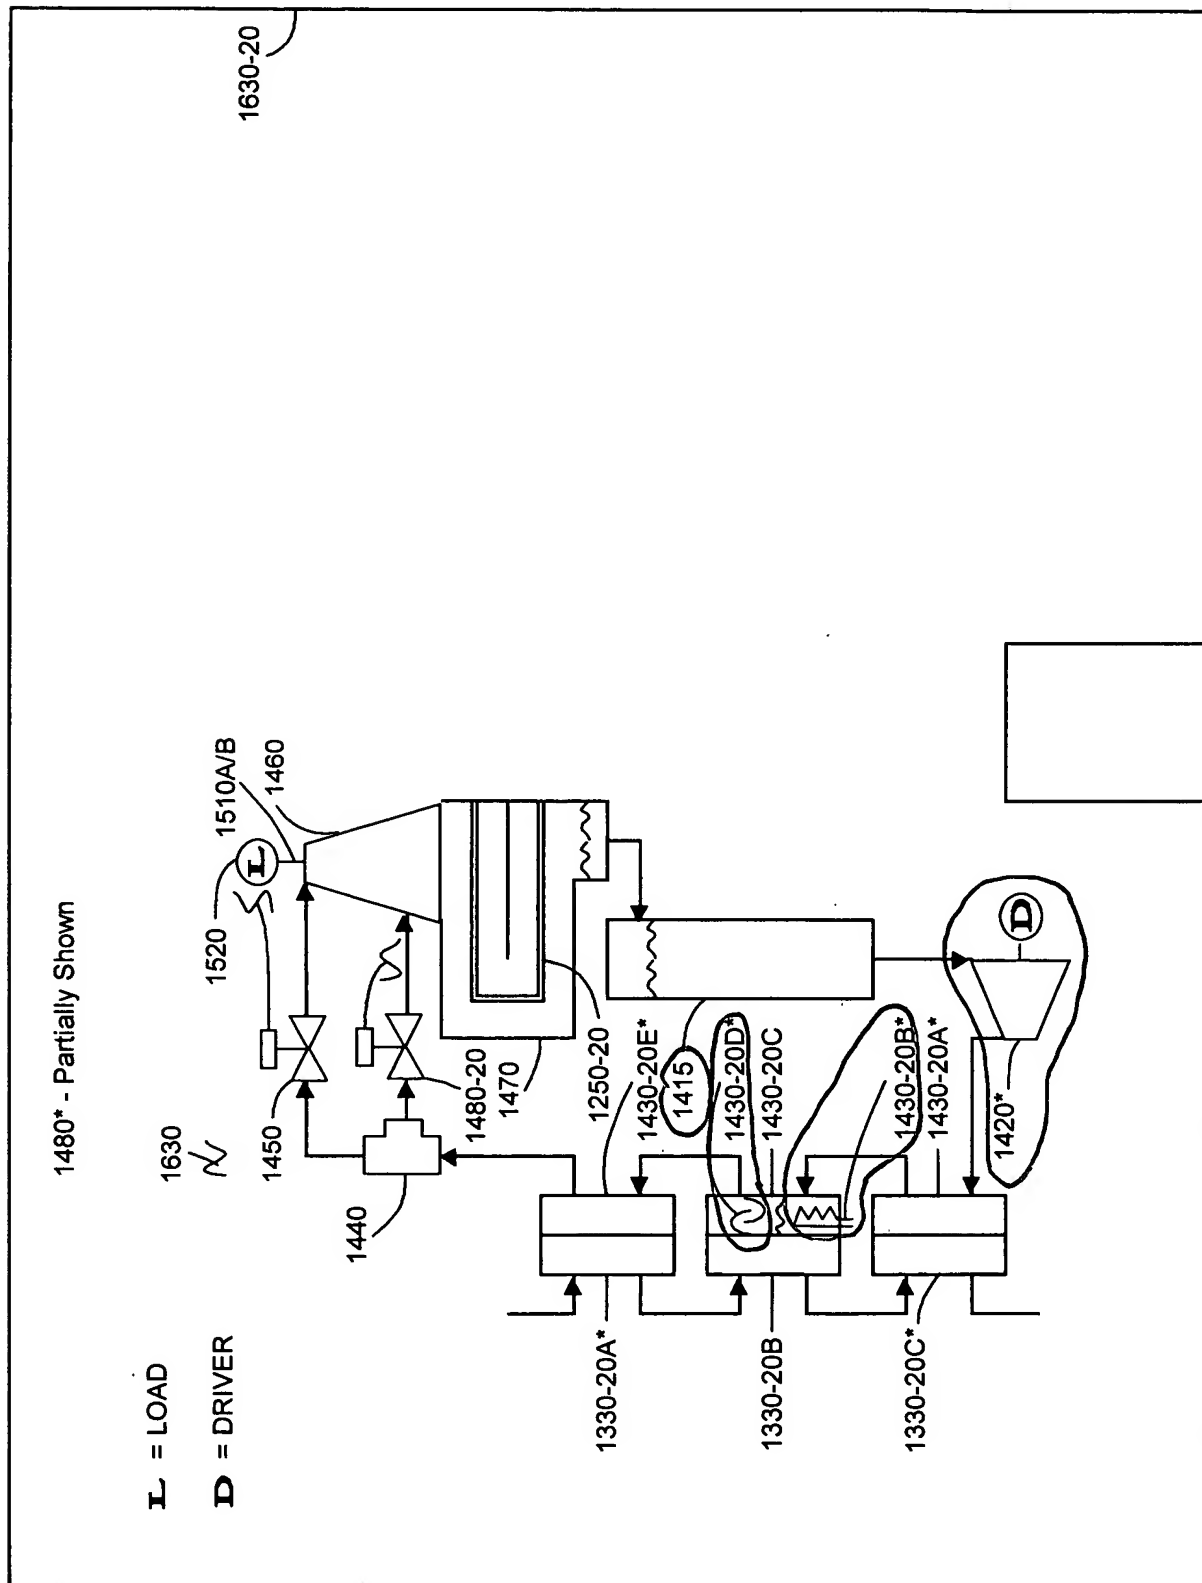 1630-20
1480* - Partially Shown
L = LOAD
D = DRIVER
1630
1520
1510A/B
1460
L
1450
1440
1480-20
1470
1250-20
1430-20E*
1415
1430-20D*
1430-20C
1430-20B*
1430-20A*
1420*
D
1330-20A*
1330-20B
1330-20C*